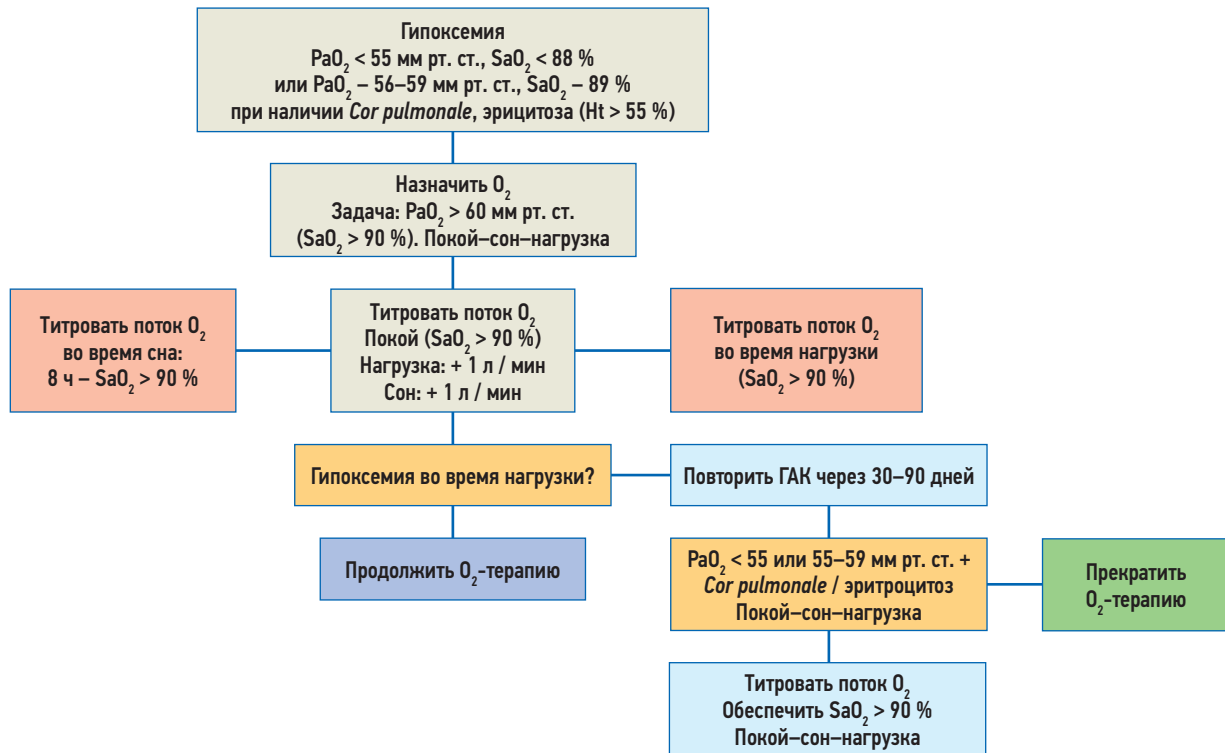 Гипоксемия
PaO₂ < 55 мм рт. ст., SaO₂ < 88 %
или PaO₂ – 56–59 мм рт. ст., SaO₂ – 89 %
при наличии Cor pulmonale, эрицитоза (Ht > 55 %)
Назначить O₂
Задача: PaO₂ > 60 мм рт. ст.
(SaO₂ > 90 %). Покой–сон–нагрузка
Титровать поток O₂
во время сна:
8 ч – SaO₂ > 90 %
Титровать поток O₂
Покой (SaO₂ > 90 %)
Нагрузка: + 1 л / мин
Сон: + 1 л / мин
Титровать поток O₂
во время нагрузки
(SaO₂ > 90 %)
Гипоксемия во время нагрузки?
Повторить ГАК через 30–90 дней
Продолжить O₂-терапию
PaO₂ < 55 или 55–59 мм рт. ст. +
Cor pulmonale / эритроцитоз
Покой–сон–нагрузка
Прекратить
O₂-терапию
Титровать поток O₂
Обеспечить SaO₂ > 90 %
Покой–сон–нагрузка